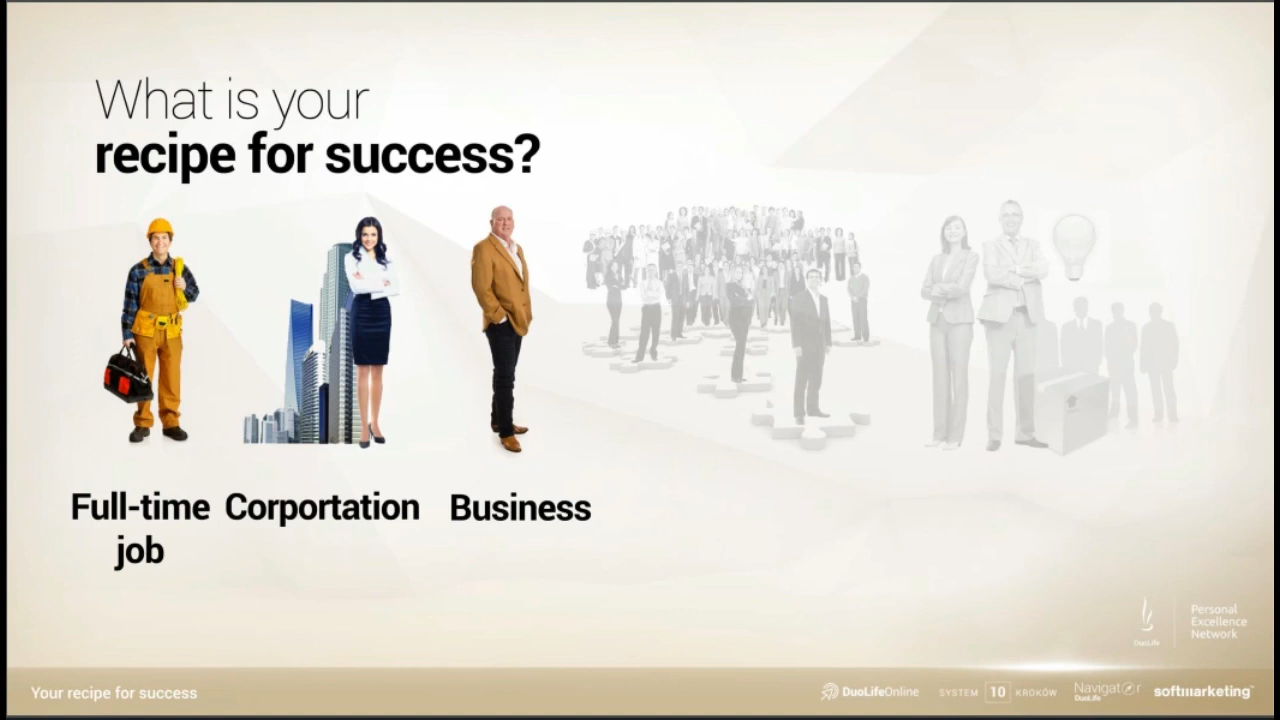 What is your
recipe for success?
Full-time Corportation Business
job
DuoLife
Personal
Excellence
Network
Your recipe for success
DuoLifeOnline SYSTEM 10 KROKÓW Navigator DuoLife softmarketing